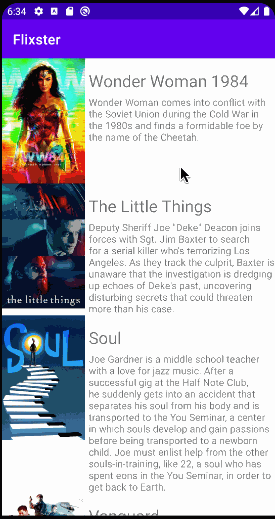 6:34
Flixster
Wonder Woman 1984
Wonder Woman comes into conflict with
the Soviet Union during the Cold War in
the 1980s and finds a formidable foe by
the name of the Cheetah.
WW84
The Little Things
Deputy Sheriff Joe "Deke" Deacon joins
forces with Sgt. Jim Baxter to search
for a serial killer who's terrorizing Los
Angeles. As they track the culprit, Baxter is
unaware that the investigation is dredging
up echoes of Deke's past, uncovering
disturbing secrets that could threaten
more than his case.
the little things
Soul
SOUL
Joe Gardner is a middle school teacher
with a love for jazz music. After a
successful gig at the Half Note Club,
he suddenly gets into an accident that
separates his soul from his body and is
transported to the You Seminar, a center
in which souls develop and gain passions
before being transported to a newborn
child. Joe must enlist help from the other
souls-in-training, like 22, a soul who has
spent eons in the You Seminar, in order to
get back to Earth.
Vanguard